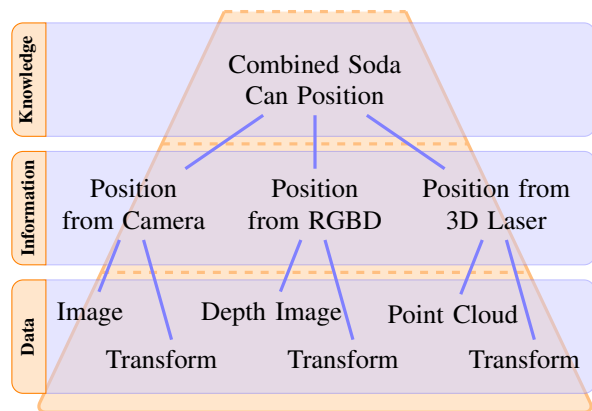 Knowledge
Combined Soda
Can Position
Information
Position
from Camera
Position
from RGBD
Position from
3D Laser
Data
Image
Depth Image
Point Cloud
Transform
Transform
Transform